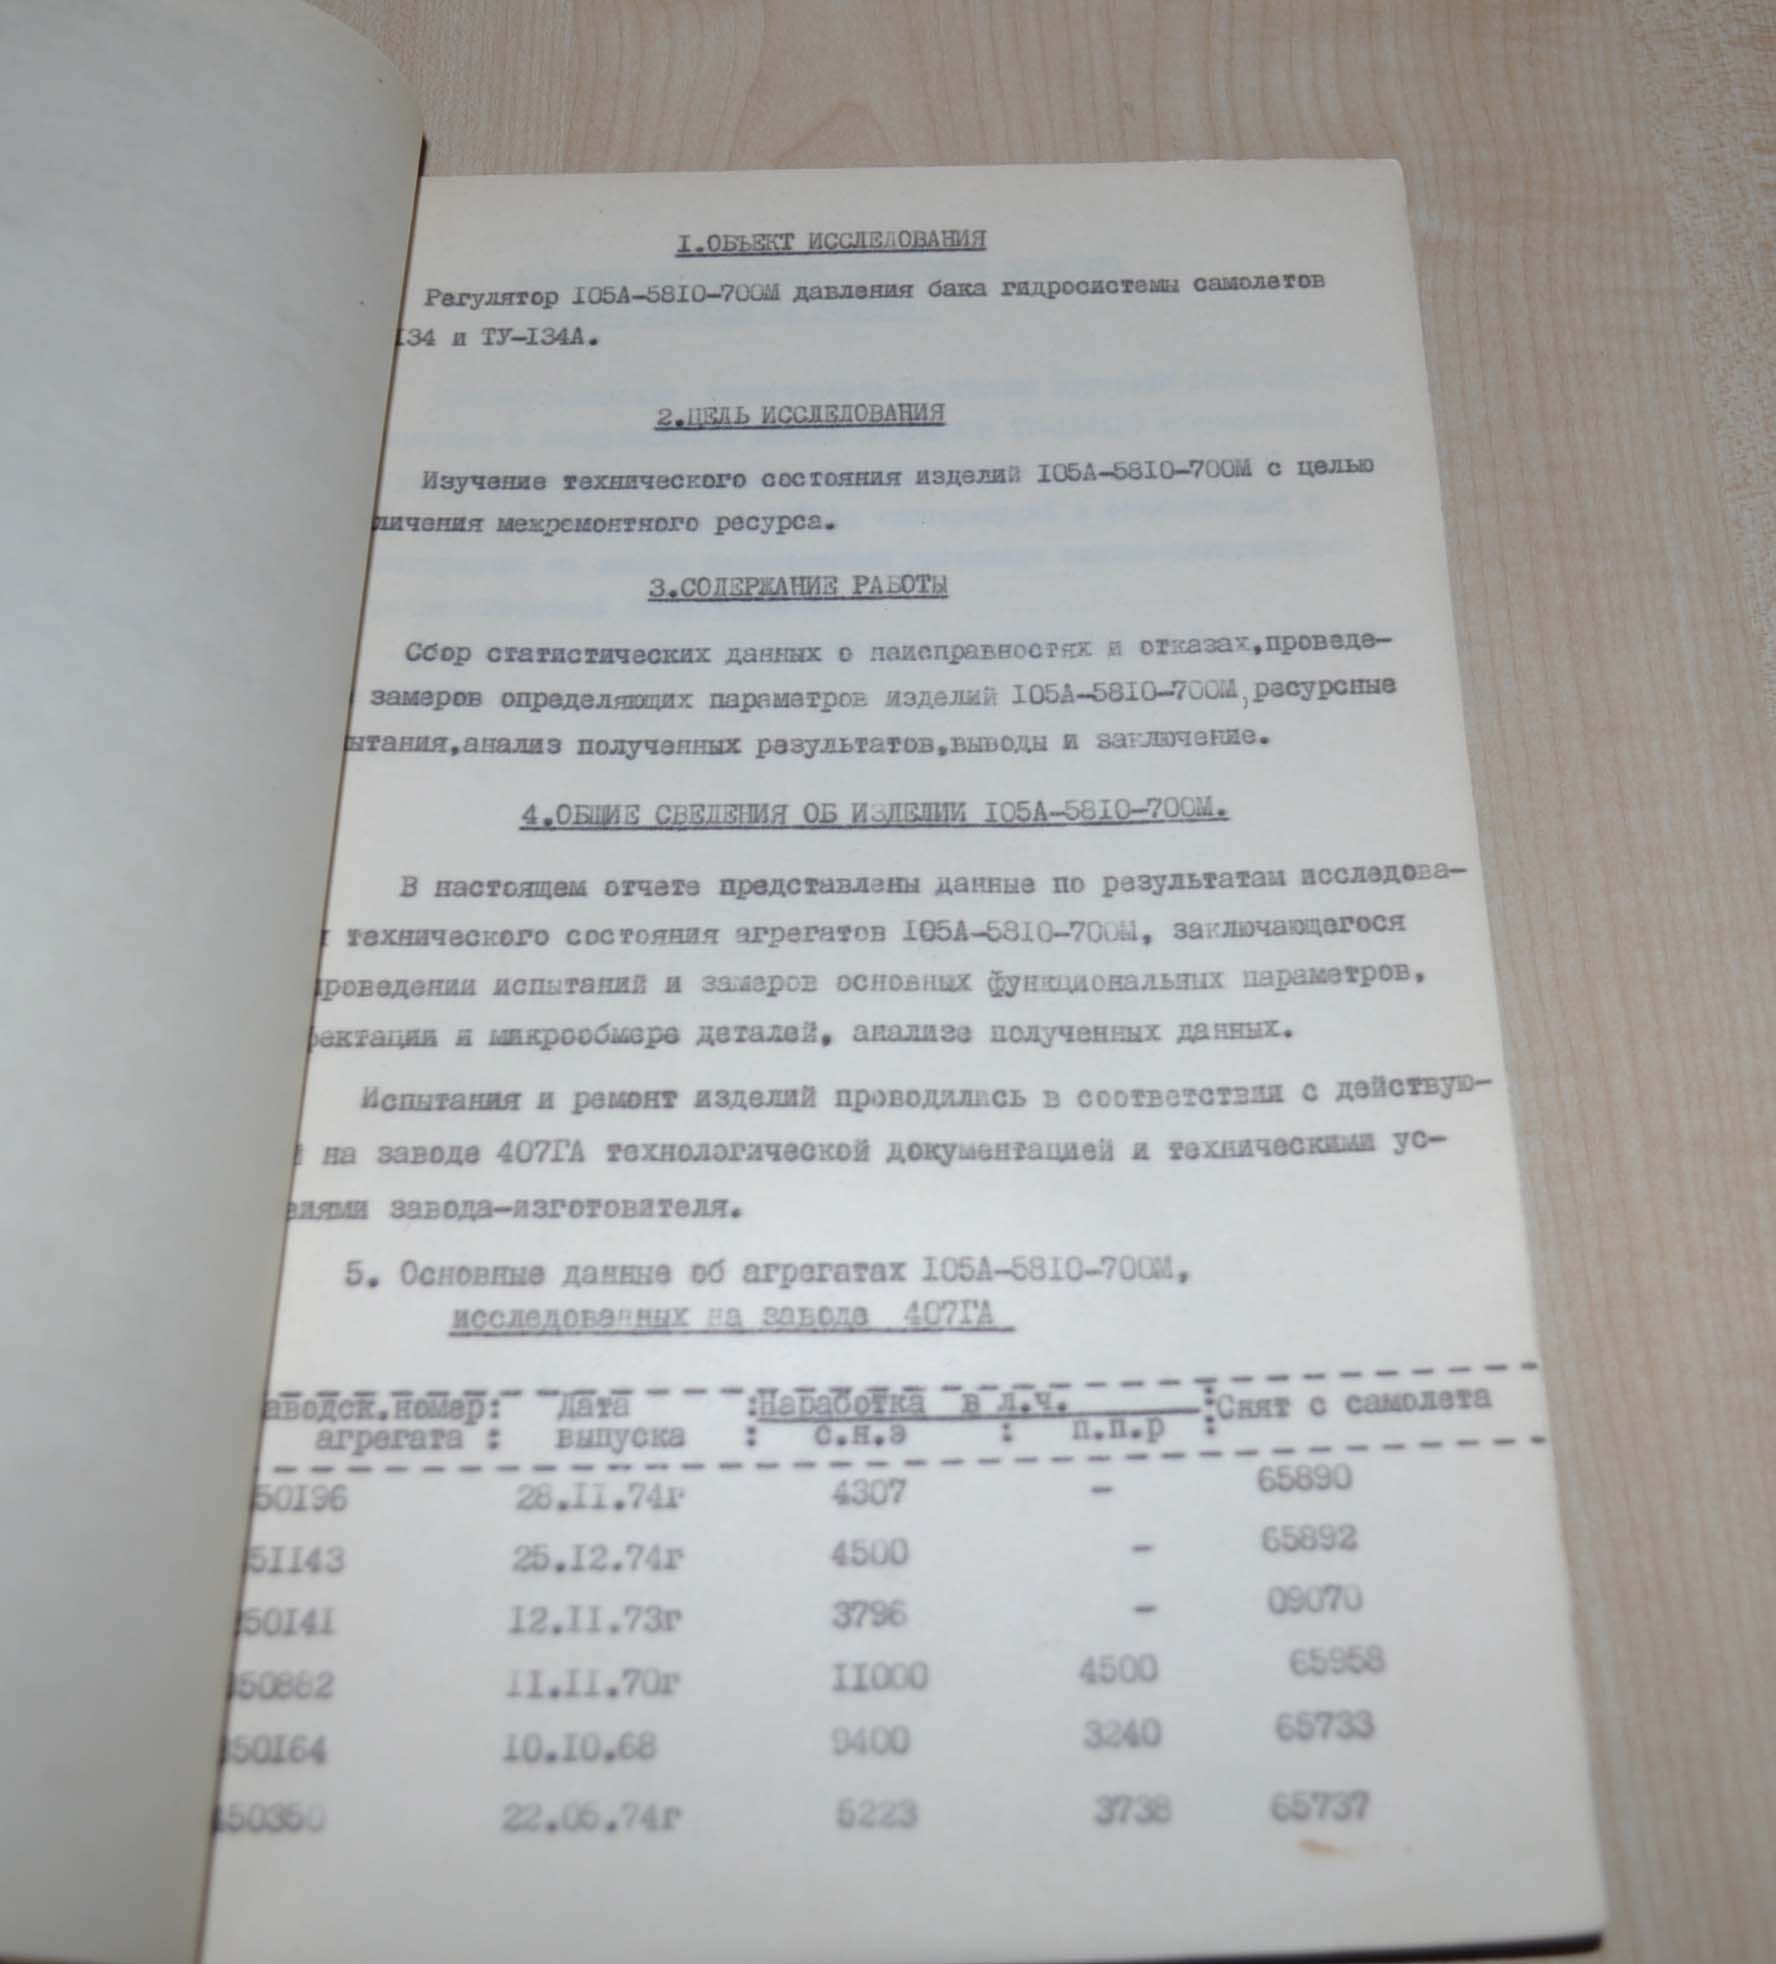 I.ОБЪЕКТ ИССЛЕДОВАНИЯ
Регулятор I05А-58I0-700М давления бака гидросистемы самолетов
I34 и ТУ-I34А.
2.ЦЕЛЬ ИССЛЕДОВАНИЯ
Изучение технического состояния изделий I05А-58I0-700М с целью
личения межремонтного ресурса.
3.СОДЕРЖАНИЕ РАБОТЫ
Сбор статистических данных о неисправностях и отказах,проведе-
замеров определяющих параметров изделий I05А-58I0-700М,ресурсные
ытания,анализ полученных результатов,выводы и заключение.
4.ОБЩИЕ СВЕДЕНИЯ ОБ ИЗДЕЛИИ I05А-58I0-700М.
В настоящем отчете представлены данные по результатам исследова-
технического состояния агрегатов I05А-58I0-700М, заключающегося
проведении испытаний и замеров основных функциональных параметров,
фектации и микрообмере деталей, анализе полученных данных.
Испытания и ремонт изделий проводились в соответствии с действую-
й на заводе 407ГА технологической документацией и техническими ус-
виями завода-изготовителя.
5. Основные данные об агрегатах I05А-58I0-700М,
исследованных на заводе 407ГА
аводск.номер: Дата :Наработка в л.ч. :Снят с самолета
агрегата : выпуска : с.н.э : п.п.р :
50I96 28.II.74г 4307 - 65890
5II43 25.I2.74г 4500 - 65892
50I4I I2.II.73г 3796 - 09070
50882 II.II.70г II000 4500 65958
50I64 I0.I0.68 9400 3240 65733
50350 22.05.74г 5223 3738 65737